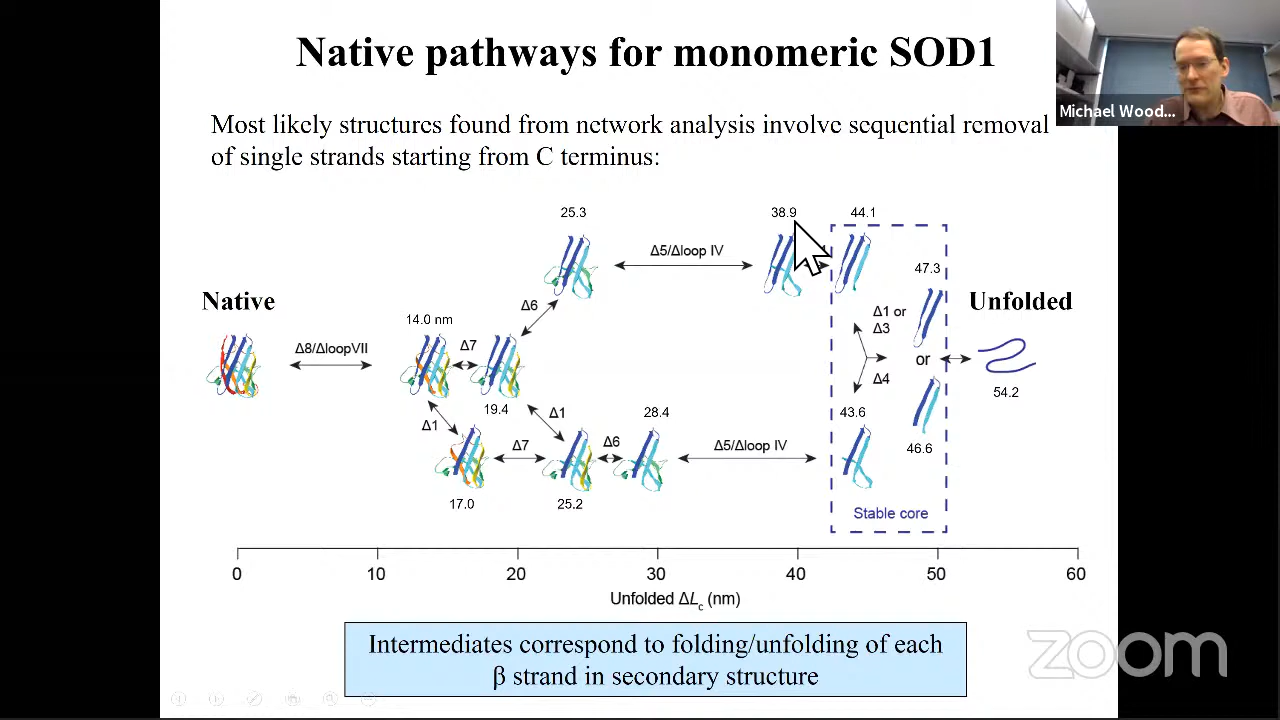 Native pathways for monomeric SOD1
Michael Wood...
Most likely structures found from network analysis involve sequential removal
of single strands starting from C terminus:
25.3
38.9
44.1
Δ5/Δloop IV
47.3
Native
Unfolded
Δ6
14.0 nm
Δ1 or
Δ3
Δ8/ΔloopVII
Δ7
or
Δ4
54.2
19.4
Δ1
Δ1
28.4
43.6
Δ7
Δ6
Δ5/Δloop IV
46.6
17.0
25.2
Stable core
0 10 20 30 40 50 60
Unfolded ΔLc (nm)
Intermediates correspond to folding/unfolding of each
β strand in secondary structure
zoom